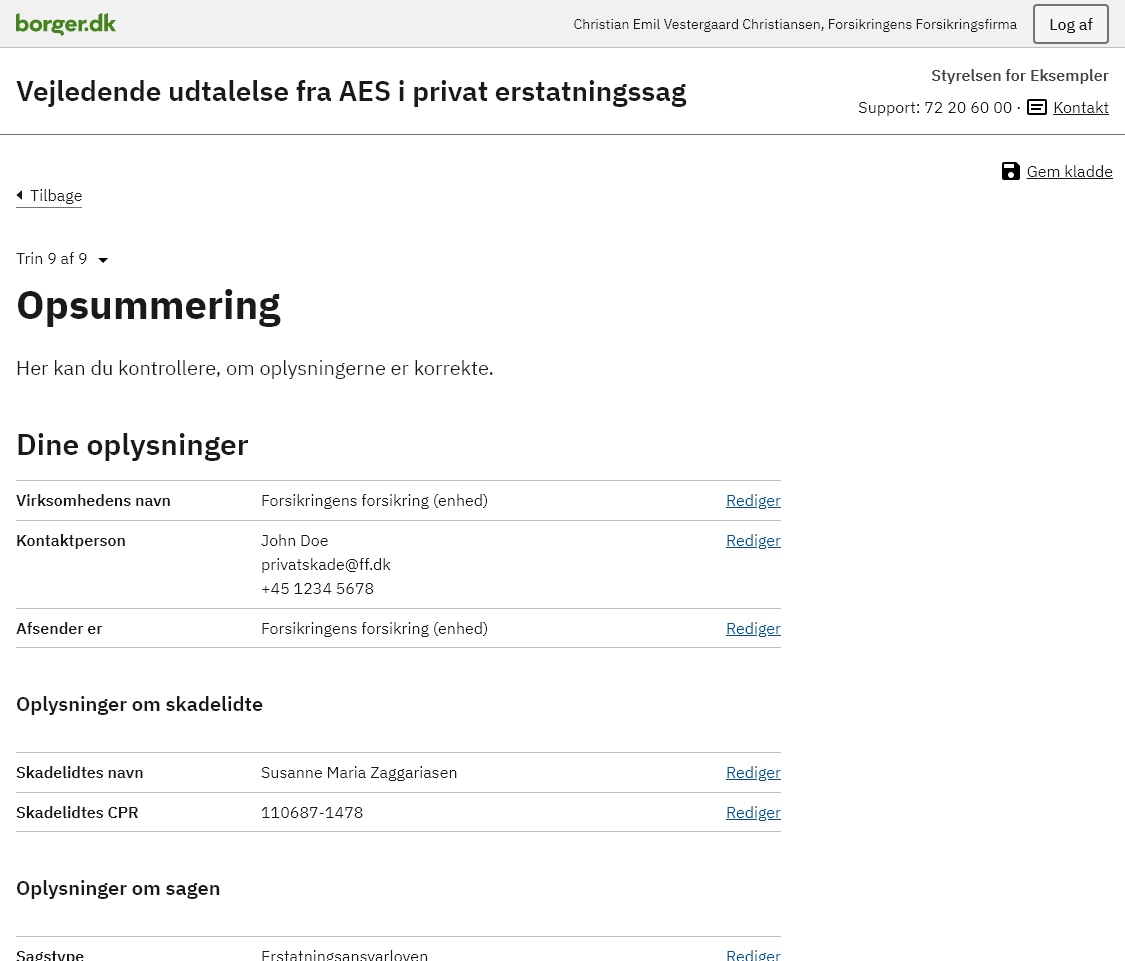 borger.dk
Christian Emil Vestergaard Christiansen, Forsikringens Forsikringsfirma
Log af
Vejledende udtalelse fra AES i privat erstatningssag
Styrelsen for Eksempler
Support: 72 20 60 00 · Kontakt
Gem kladde
Tilbage
Trin 9 af 9
Opsummering
Her kan du kontrollere, om oplysningerne er korrekte.
Dine oplysninger
Virksomhedens navn Forsikringens forsikring (enhed) Rediger
Kontaktperson John Doe Rediger
privatskade@ff.dk
+45 1234 5678
Afsender er Forsikringens forsikring (enhed) Rediger
Oplysninger om skadelidte
Skadelidtes navn Susanne Maria Zaggariasen Rediger
Skadelidtes CPR 110687-1478 Rediger
Oplysninger om sagen
Sagstype Erstatningsansvarloven Rediger